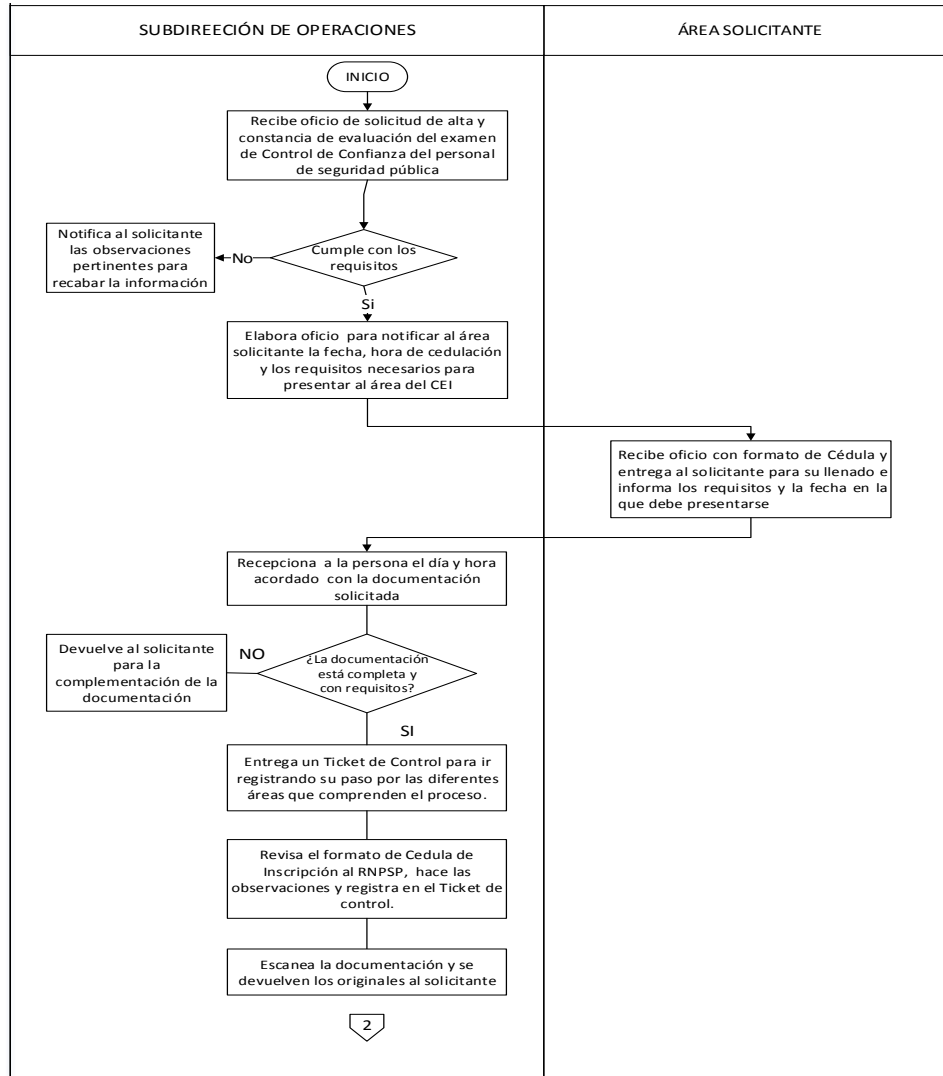 SUBDIREECIÓN DE OPERACIONES
ÁREA SOLICITANTE
INICIO
Recibe oficio de solicitud de alta y
constancia de evaluación del examen
de Control de Confianza del personal
de seguridad pública
Notifica al solicitante
las observaciones
pertinentes para
recabar la información
No
Cumple con los
requisitos
Si
Elabora oficio para notificar al área
solicitante la fecha, hora de cedulación
y los requisitos necesarios para
presentar al área del CEI
Recibe oficio con formato de Cédula y
entrega al solicitante para su llenado e
informa los requisitos y la fecha en la
que debe presentarse
Recepciona a la persona el día y hora
acordado con la documentación
solicitada
Devuelve al solicitante
para la
complementación de la
documentación
NO
¿La documentación
está completa y
con requisitos?
SI
Entrega un Ticket de Control para ir
registrando su paso por las diferentes
áreas que comprenden el proceso.
Revisa el formato de Cedula de
Inscripción al RNPSP, hace las
observaciones y registra en el Ticket de
control.
Escanea la documentación y se
devuelven los originales al solicitante
2